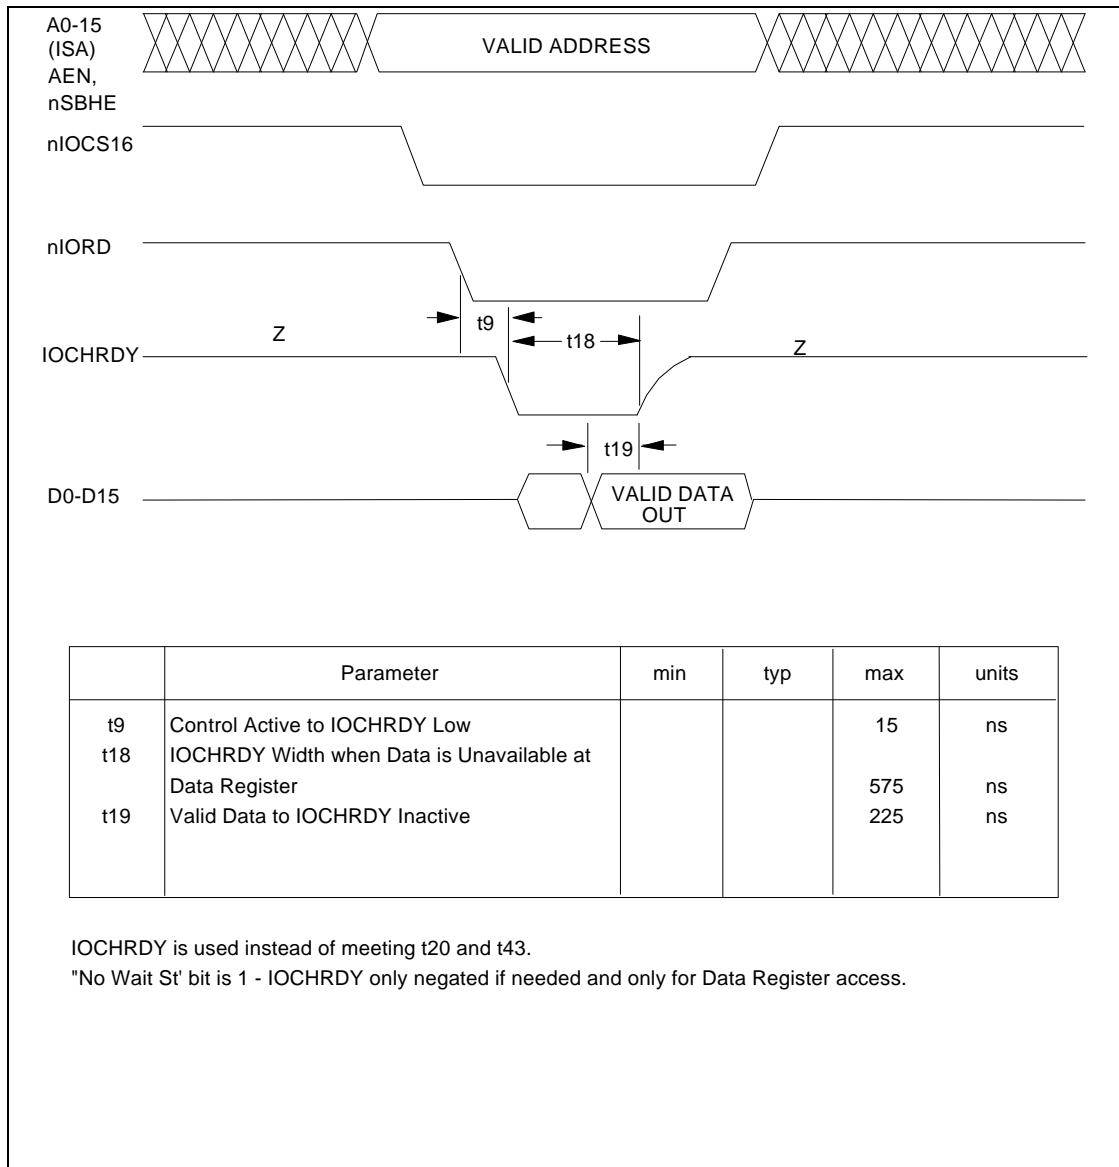 A0-15
(ISA)
AEN,
nSBHE
VALID ADDRESS
nIOCS16
nIORD
t9
Z
t18
Z
IOCHRDY
t19
D0-D15
VALID DATA
OUT
Parameter min typ max units
t9 Control Active to IOCHRDY Low 15 ns
t18 IOCHRDY Width when Data is Unavailable at
Data Register 575 ns
t19 Valid Data to IOCHRDY Inactive 225 ns
IOCHRDY is used instead of meeting t20 and t43.
"No Wait St' bit is 1 - IOCHRDY only negated if needed and only for Data Register access.